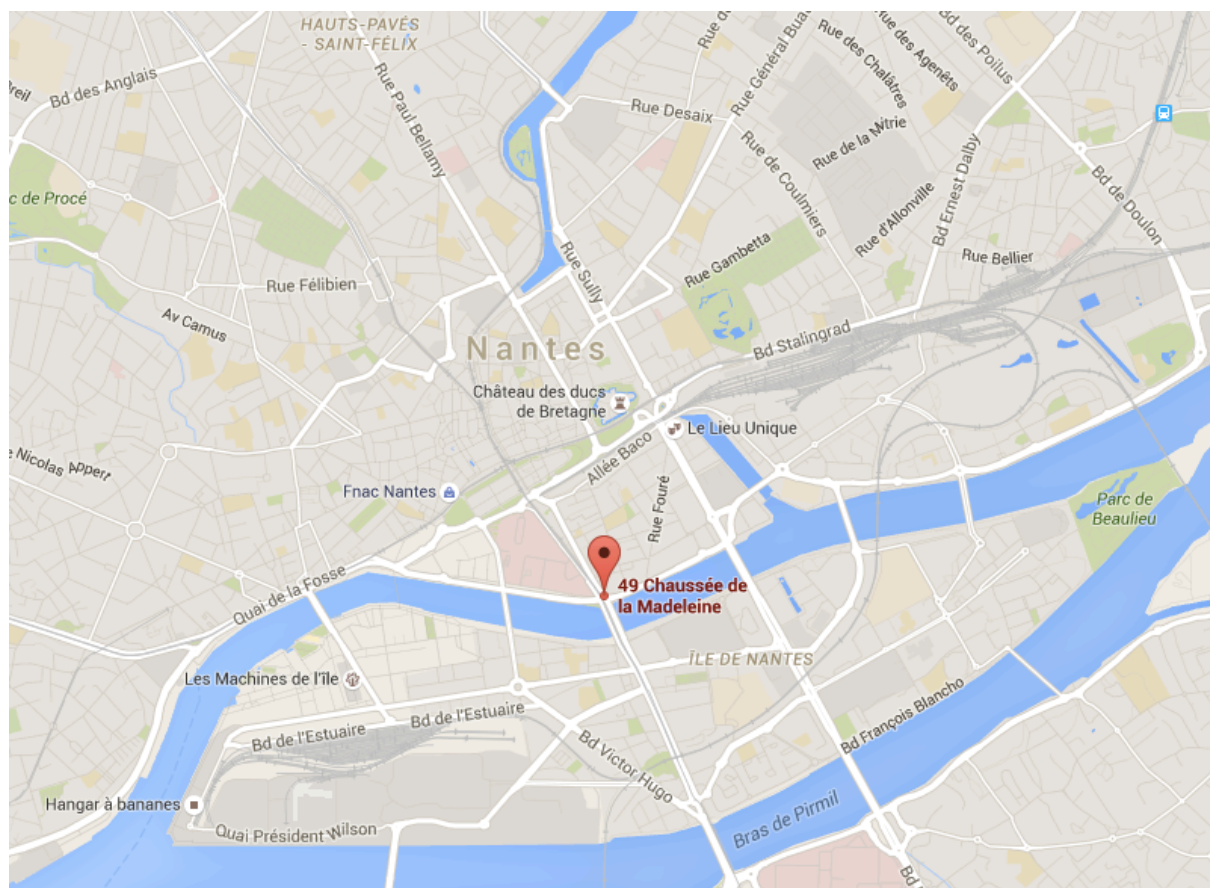 HAUTS-PAVÉS
- SAINT-FÉLIX
Bd des Anglais
Rue Paul Bellamy
Rue Desaix
Rue Général Buat
Rue des Chalâtres
Rue des Agenêts
Bd des Poilus
Rue de la Mitrie
Rue de Coulmiers
Rue d'Allonville
Bd Ernest Dalby
Bd de Doulon
c de Procé
Rue Sully
Rue Gambetta
Rue Bellier
Rue Félibien
Av Camus
Bd Stalingrad
Nantes
Château des ducs
de Bretagne
Le Lieu Unique
Allée Baco
Nicolas Appert
Fnac Nantes
Rue Fouré
Parc de
Beaulieu
Quai de la Fosse
49 Chaussée de
la Madeleine
Les Machines de l'île
ÎLE DE NANTES
Bd de l'Estuaire
Bd de l'Estuaire
Bd François Blancho
Bd Victor Hugo
Hangar à bananes
Quai Président Wilson
Bras de Pirmil